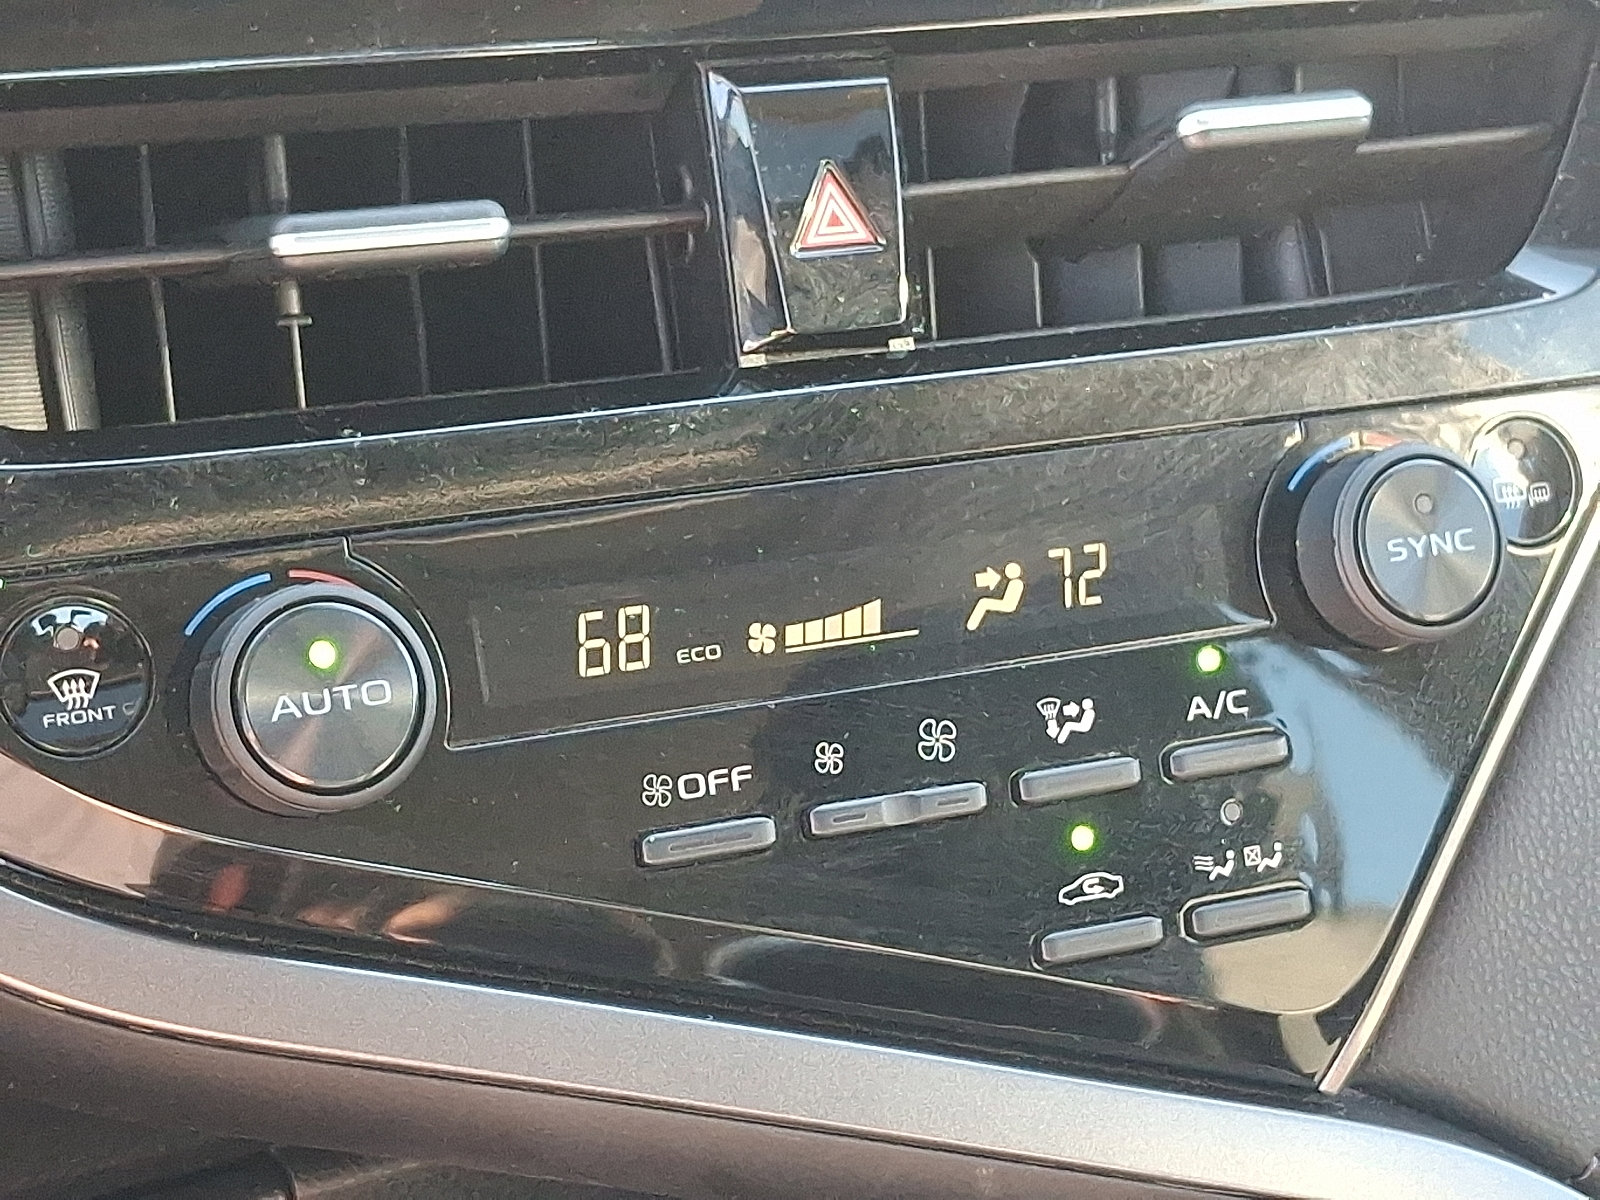 68 ECO 72
SYNC
AUTO
FRONT
A/C
OFF